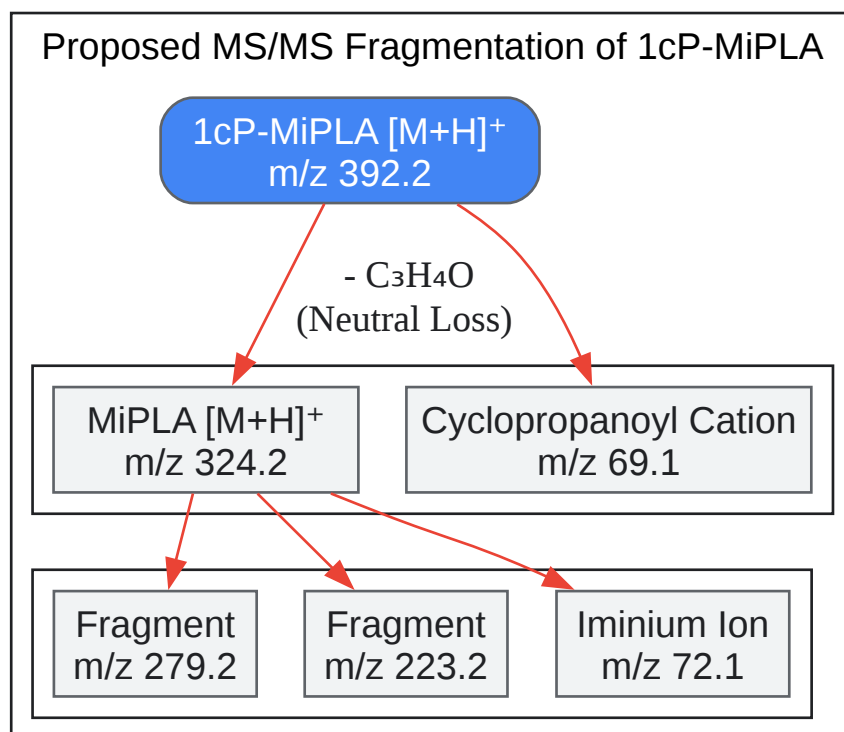 Proposed MS/MS Fragmentation of 1cP-MiPLA
1cP-MiPLA [M+H]⁺
m/z 392.2
- C₃H₄O
(Neutral Loss)
MiPLA [M+H]⁺
m/z 324.2
Cyclopropanoyl Cation
m/z 69.1
Fragment
m/z 279.2
Fragment
m/z 223.2
Iminium Ion
m/z 72.1